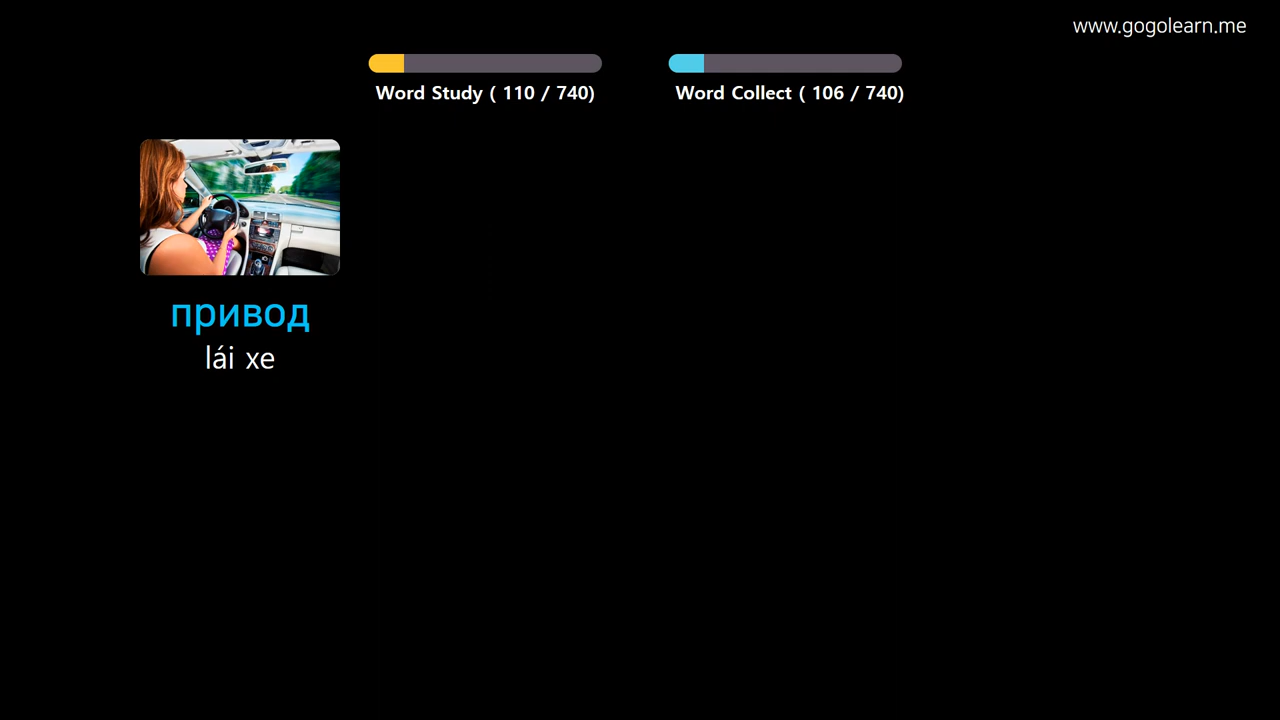 www.gogolearn.me
Word Study ( 110 / 740)
Word Collect ( 106 / 740)
привод
lái xe